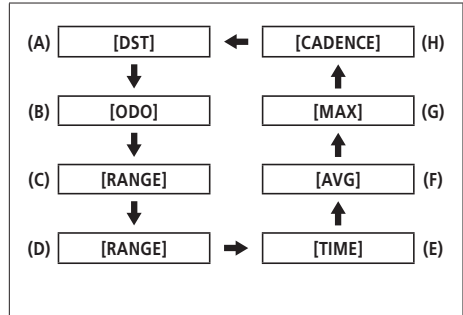 (A) [DST] [CADENCE] (H)
(B) [ODO] [MAX] (G)
(C) [RANGE] [AVG] (F)
(D) [RANGE] [TIME] (E)